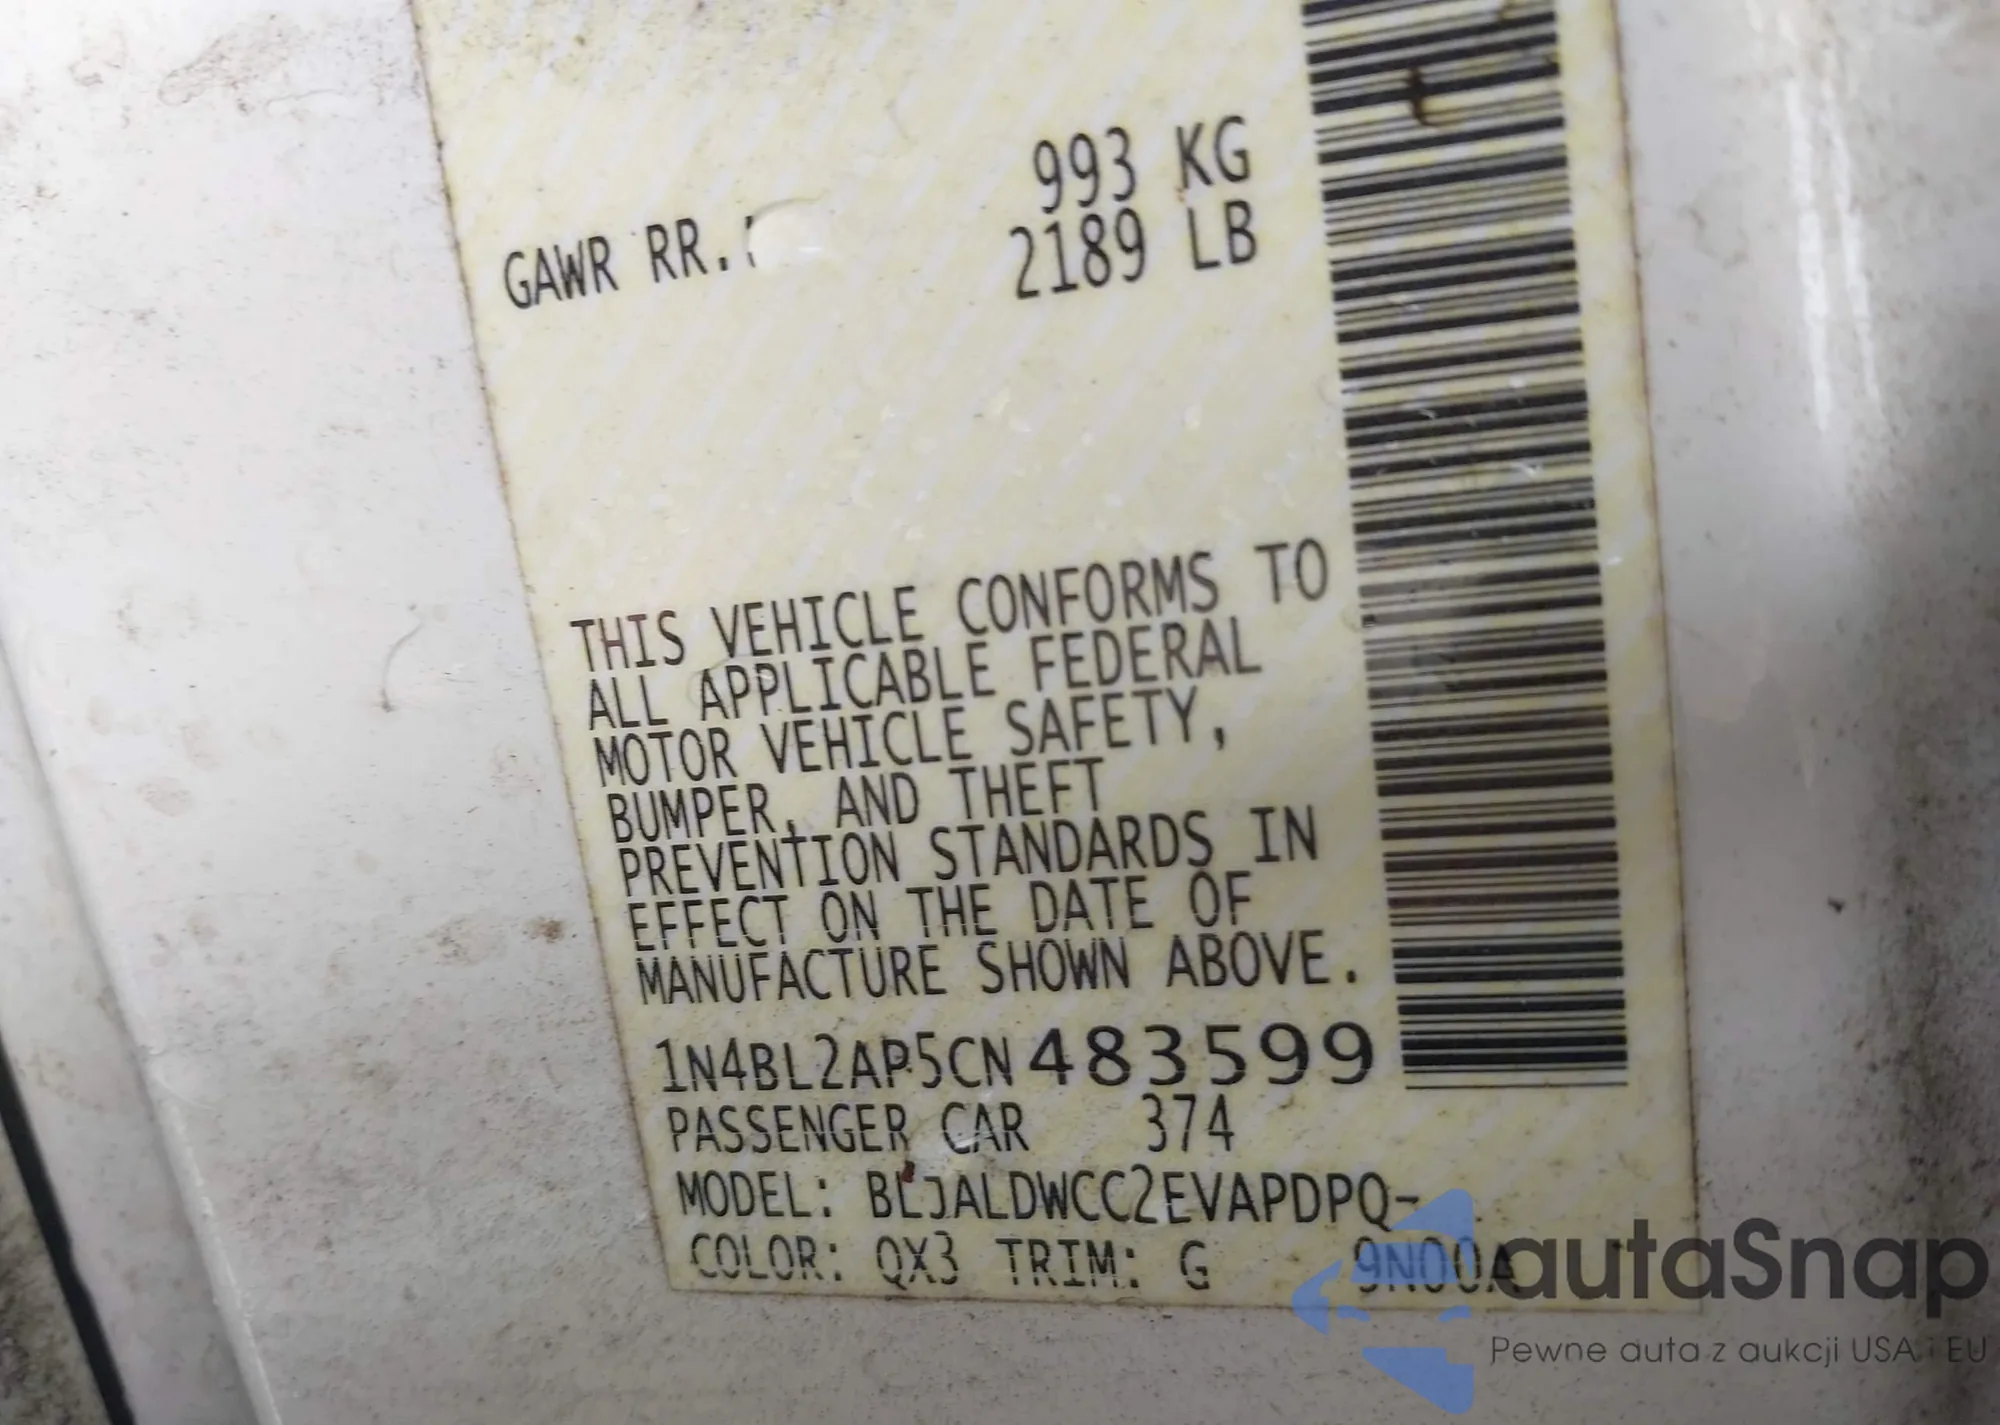 993 KG
GAWR RR.: 2189 LB
THIS VEHICLE CONFORMS TO
ALL APPLICABLE FEDERAL
MOTOR VEHICLE SAFETY,
BUMPER, AND THEFT
PREVENTION STANDARDS IN
EFFECT ON THE DATE OF
MANUFACTURE SHOWN ABOVE.
1N4BL2AP5CN483599
PASSENGER CAR 374
MODEL: BLJALDWCC2EVAPDPQ-
COLOR: QX3 TRIM: G 9N00A
autaSnap
Pewne auta z aukcji USA i EU